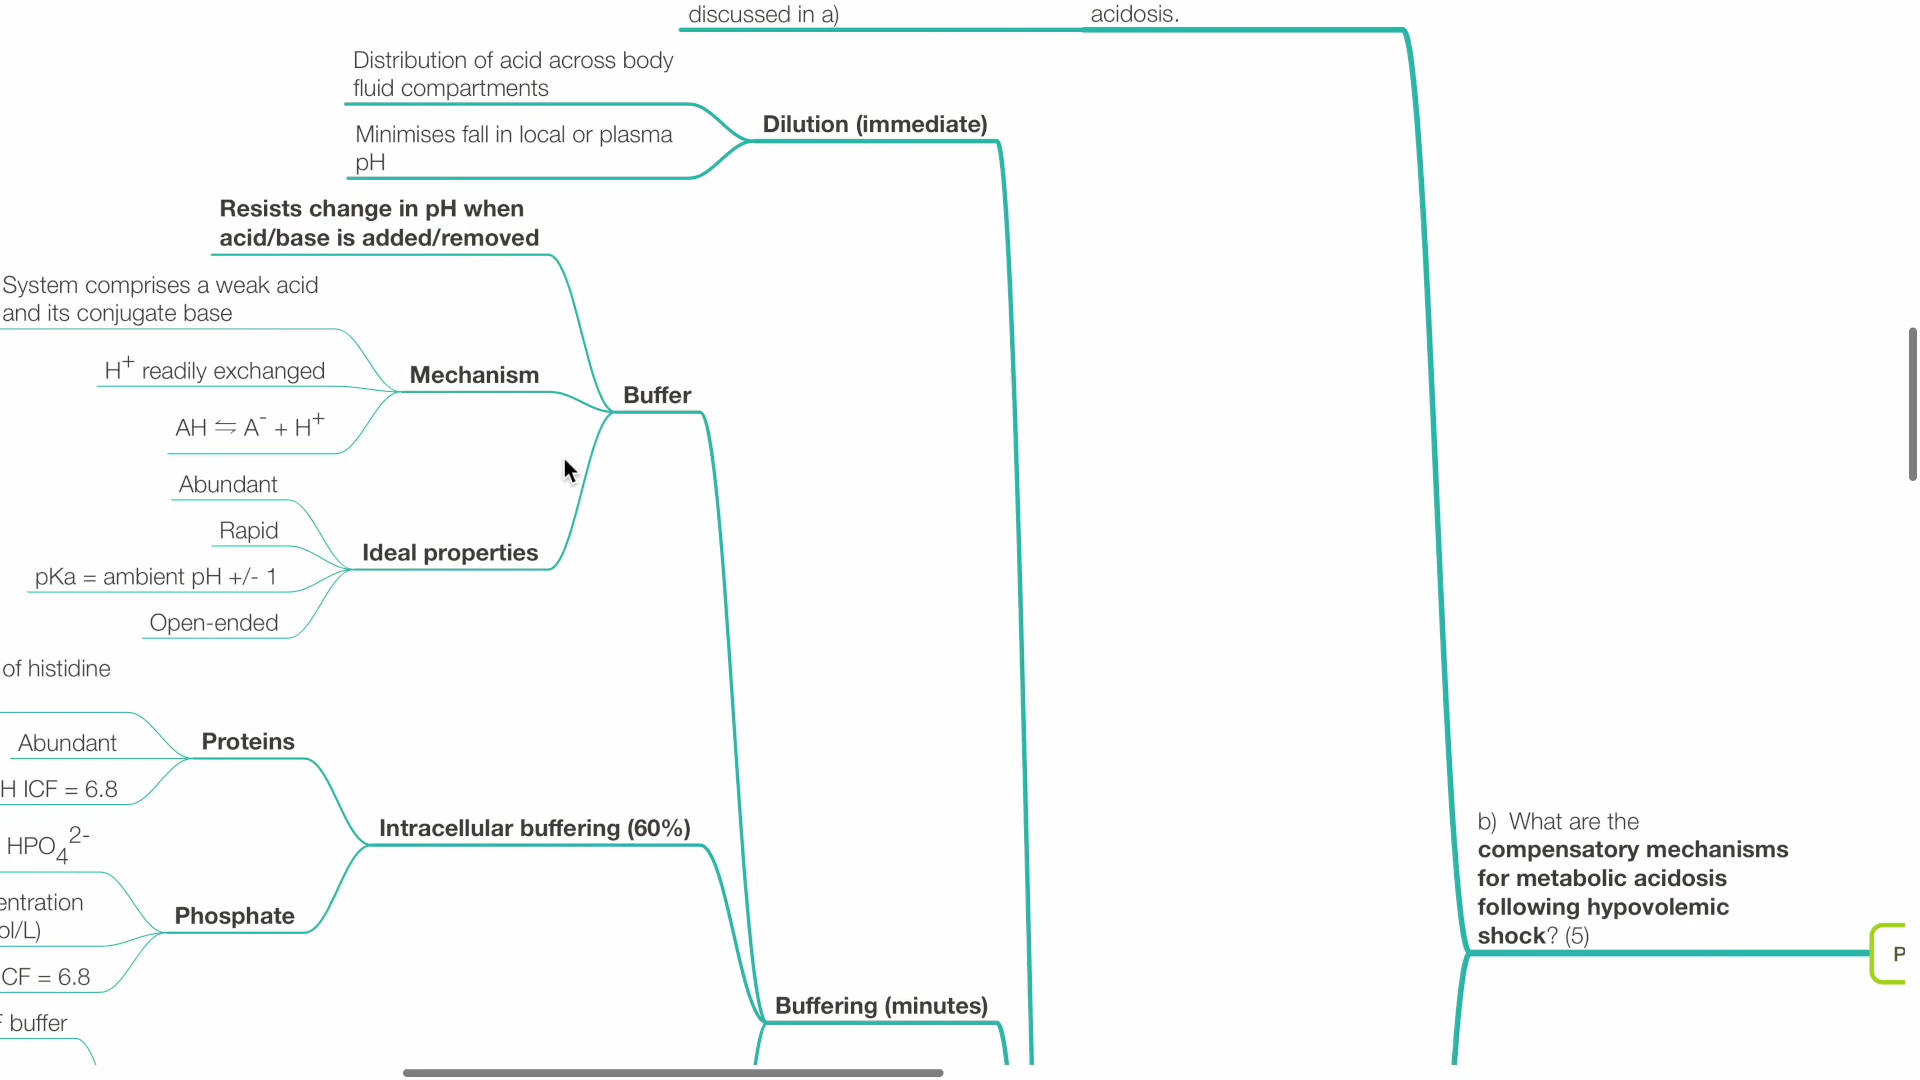 discussed in a)
acidosis.
Distribution of acid across body
fluid compartments
Dilution (immediate)
Minimises fall in local or plasma
pH
Resists change in pH when
acid/base is added/removed
System comprises a weak acid
and its conjugate base
H⁺ readily exchanged
Mechanism
Buffer
AH ⇋ A⁻ + H⁺
Abundant
Rapid
Ideal properties
pKa = ambient pH +/- 1
Open-ended
of histidine
Proteins
Abundant
H ICF = 6.8
Intracellular buffering (60%)
HPO₄²⁻
entration
ol/L)
Phosphate
CF = 6.8
buffer
Buffering (minutes)
b) What are the
compensatory mechanisms
for metabolic acidosis
following hypovolemic
shock? (5)
P